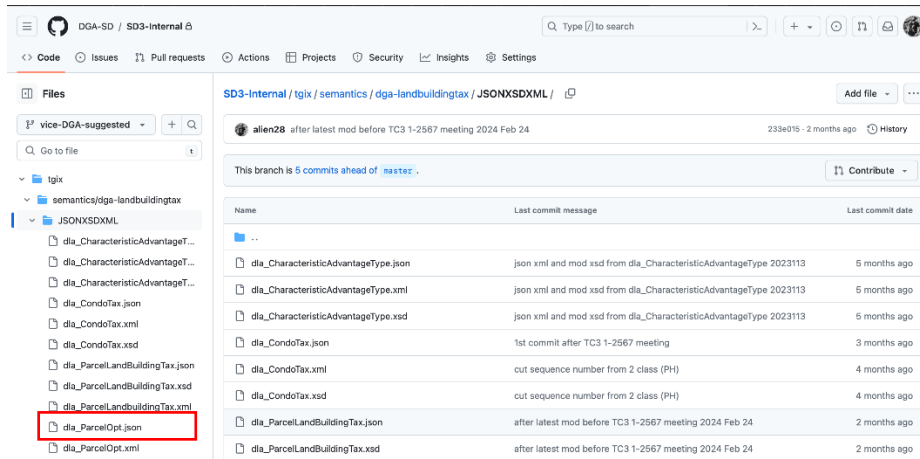 DGA-SD / SD3-Internal
Type / to search
Code Issues Pull requests Actions Projects Security Insights Settings
Files
SD3-Internal / tgix / semantics / dga-landbuildingtax / JSONXSDXML /
Add file
vice-DGA-suggested
alien28 after latest mod before TC3 1-2567 meeting 2024 Feb 24
233e015 · 2 months ago History
Go to file t
This branch is 5 commits ahead of master .
Contribute
tgix
semantics/dga-landbuildingtax
JSONXSDXML
dla_CharacteristicAdvantageT...
dla_CharacteristicAdvantageT...
dla_CharacteristicAdvantageT...
dla_CondoTax.json
dla_CondoTax.xml
dla_CondoTax.xsd
dla_ParcelLandBuildingTax.json
dla_ParcelLandBuildingTax.xsd
dla_ParcelLandbuildingTax.xml
dla_ParcelOpt.json
dla_ParcelOpt.xml
Name Last commit message Last commit date
..
dla_CharacteristicAdvantageType.json json xml and mod xsd from dla_CharacteristicAdvantageType 2023113 5 months ago
dla_CharacteristicAdvantageType.xml json xml and mod xsd from dla_CharacteristicAdvantageType 2023113 5 months ago
dla_CharacteristicAdvantageType.xsd json xml and mod xsd from dla_CharacteristicAdvantageType 2023113 5 months ago
dla_CondoTax.json 1st commit after TC3 1-2567 meeting 3 months ago
dla_CondoTax.xml cut sequence number from 2 class (PH) 4 months ago
dla_CondoTax.xsd cut sequence number from 2 class (PH) 4 months ago
dla_ParcelLandBuildingTax.json after latest mod before TC3 1-2567 meeting 2024 Feb 24 2 months ago
dla_ParcelLandBuildingTax.xsd after latest mod before TC3 1-2567 meeting 2024 Feb 24 2 months ago